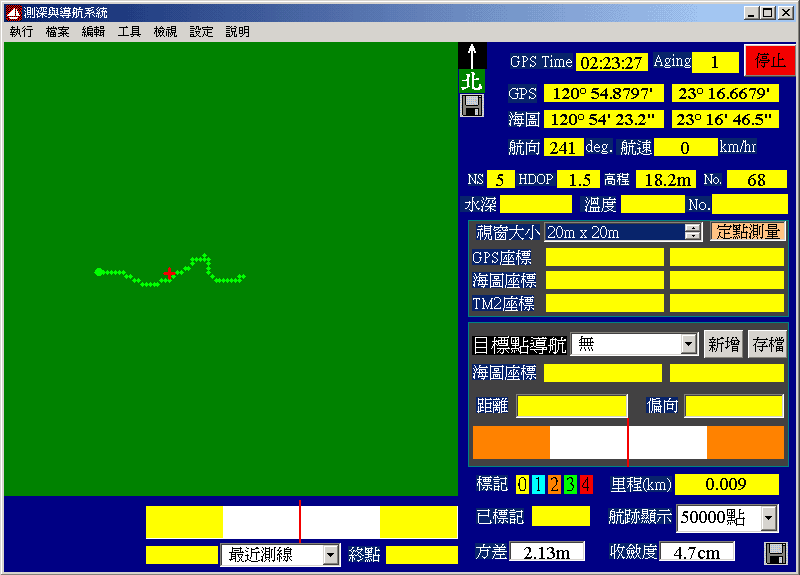 測深與導航系統
執行 檔案 編輯 工具 檢視 設定 說明
北
GPS Time 02:23:27 Aging 1 停止
GPS 120° 54.8797' 23° 16.6679'
海圖 120° 54' 23.2" 23° 16' 46.5"
航向 241 deg. 航速 0 km/hr
NS 5 HDOP 1.5 高程 18.2m No. 68
水深 溫度 No.
視窗大小 20m x 20m 定點測量
GPS座標
海圖座標
TM2座標
目標點導航 無 新增 存檔
海圖座標
距離 偏向
標記 0 1 2 3 4 里程(km) 0.009
已標記 航跡顯示 50000點
最近測線 終點 方差 2.13m 收斂度 4.7cm